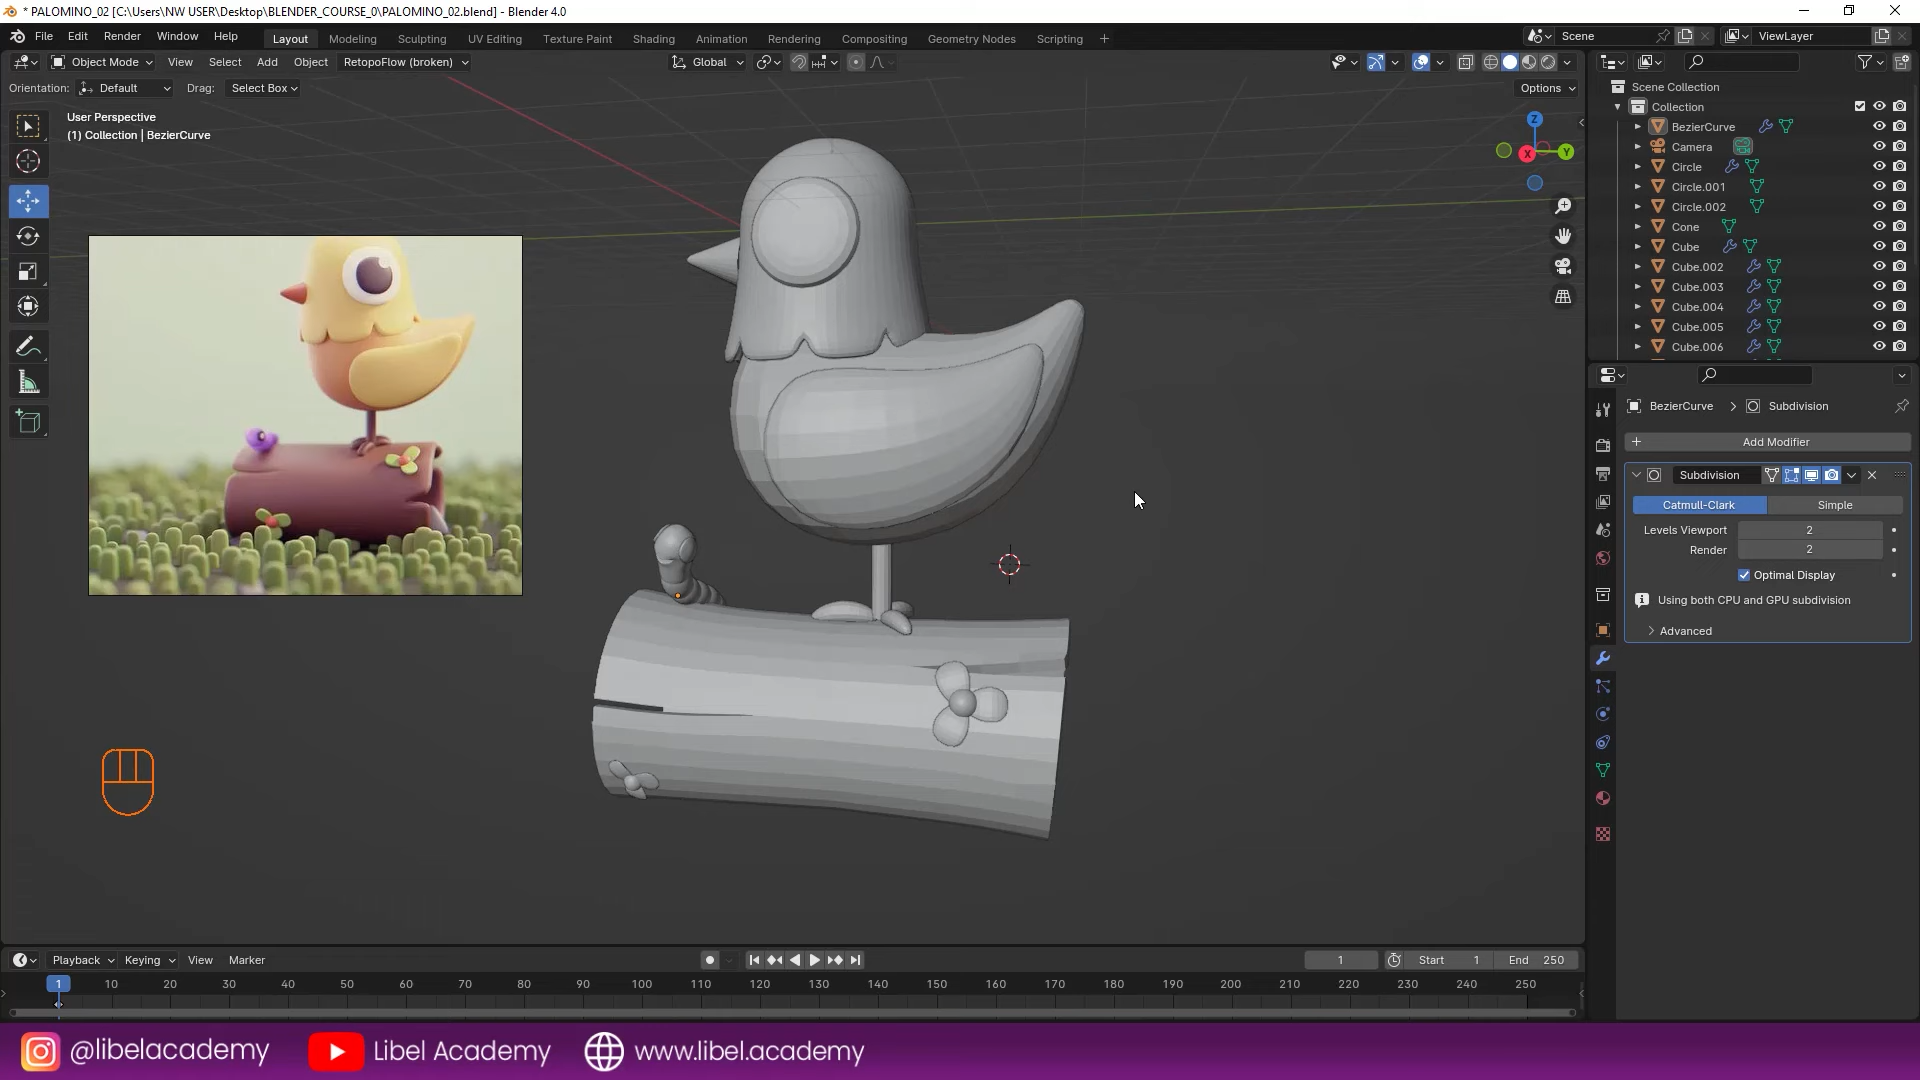 * PALOMINO_02 [C:\Users\NW USER\Desktop\BLENDER_COURSE_0\PALOMINO_02.blend] - Blender 4.0
File Edit Render Window Help Layout Modeling Sculpting UV Editing Texture Paint Shading Animation Rendering Compositing Geometry Nodes Scripting + Scene ViewLayer
Object Mode View Select Add Object RetopoFlow (broken) Global
Orientation: Default Drag: Select Box Options
User Perspective
(1) Collection | BezierCurve
Z
X
Y
Scene Collection
Collection
BezierCurve
Camera
Circle
Circle.001
Circle.002
Cone
Cube
Cube.002
Cube.003
Cube.004
Cube.005
Cube.006
BezierCurve > Subdivision
+ Add Modifier
Subdivision
Catmull-Clark Simple
Levels Viewport 2
Render 2
Optimal Display
Using both CPU and GPU subdivision
Advanced
Playback Keying View Marker 1 Start 1 End 250
1 10 20 30 40 50 60 70 80 90 100 110 120 130 140 150 160 170 180 190 200 210 220 230 240 250
@libelacademy Libel Academy www.libel.academy